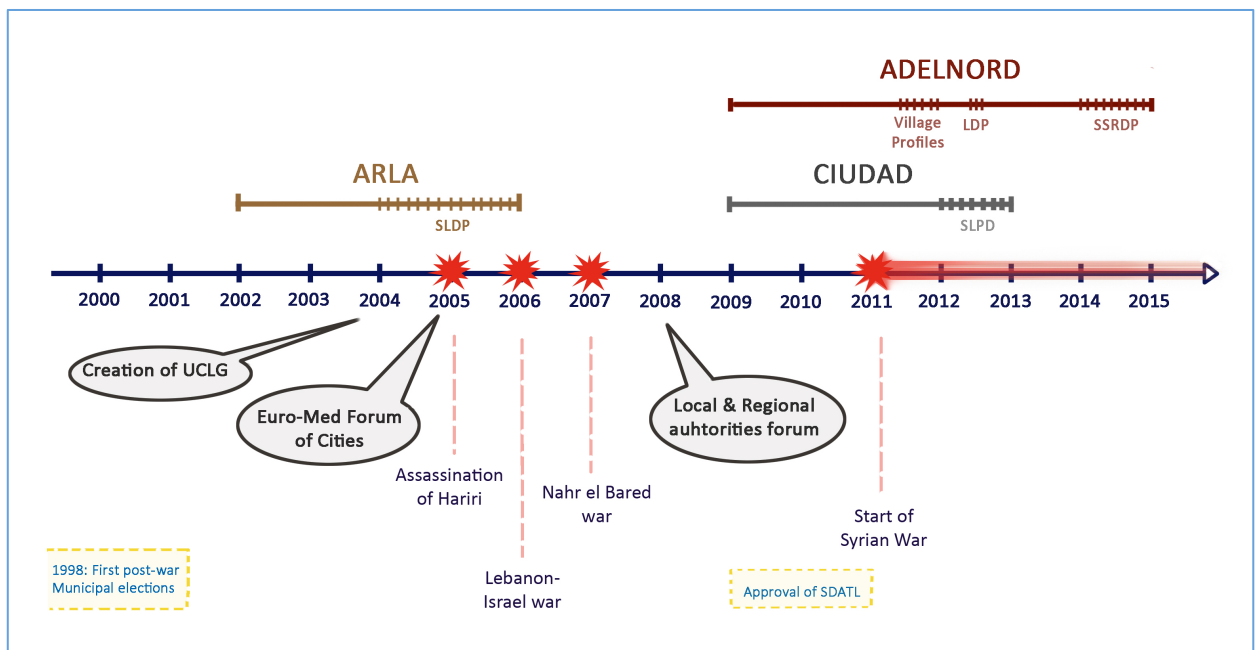 ADELNORD
Village
Profiles
LDP
SSRDP
ARLA
SLDP
CIUDAD
SLPD
2000 2001 2002 2003 2004 2005 2006 2007 2008 2009 2010 2011 2012 2013 2014 2015
Creation of UCLG
Euro-Med Forum
of Cities
Local & Regional
auhtorities forum
Assassination
of Hariri
Nahr el Bared
war
Start of
Syrian War
Lebanon-
Israel war
1998: First post-war
Municipal elections
Approval of SDATL